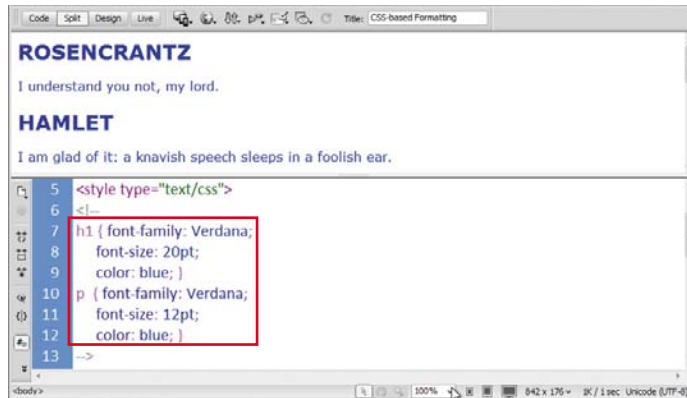 Code Split Design Live Title: CSS-based Formatting
ROSENCRANTZ
I understand you not, my lord.
HAMLET
I am glad of it: a knavish speech sleeps in a foolish ear.
5 <style type="text/css">
6 <!--
7 h1 { font-family: Verdana;
8 font-size: 20pt;
9 color: blue; }
10 p { font-family: Verdana;
11 font-size: 12pt;
12 color: blue; }
13 -->
<body> 100% 842 x 176 1K / 1 sec Unicode (UTF-8)